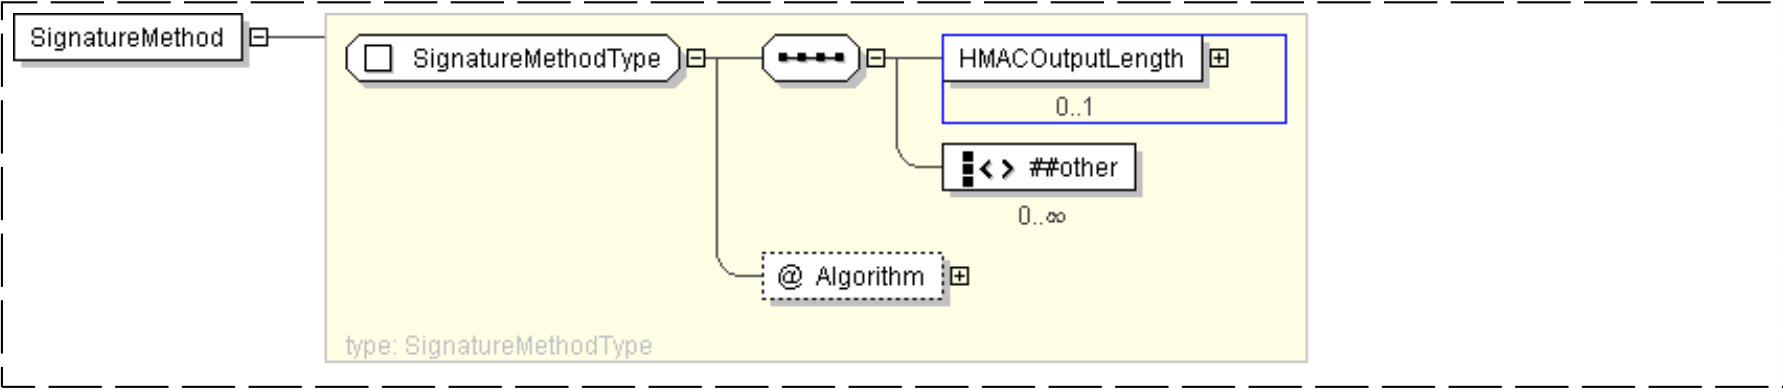 SignatureMethod
SignatureMethodType
HMACOutputLength
0..1
##other
0..∞
@ Algorithm
type: SignatureMethodType